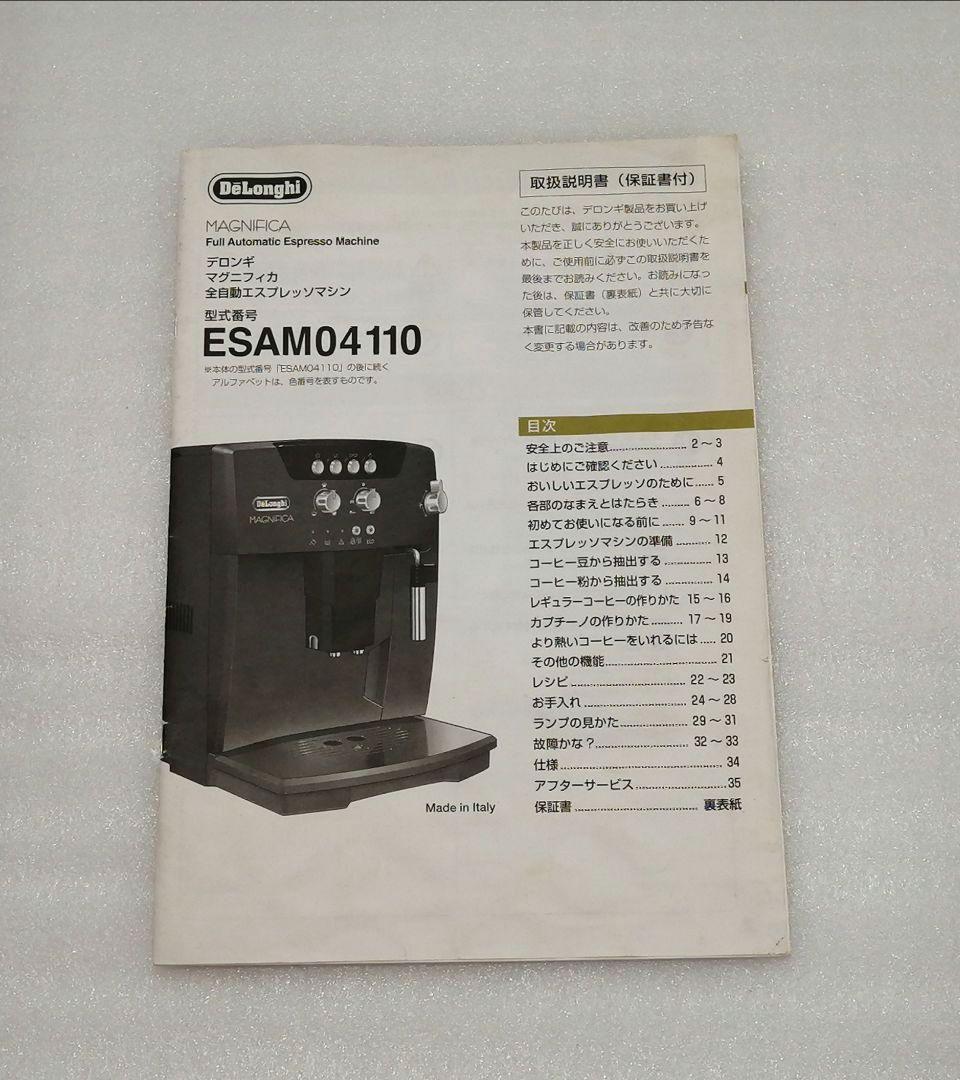 DeLonghi
MAGNIFICA
Full Automatic Espresso Machine
デロンギ
マグニフィカ
全自動エスプレッソマシン
型式番号
ESAM04110
※本体の型式番号「ESAM04110」の後に続く
アルファベットは、色番号を表すものです。
取扱説明書（保証書付）
このたびは、デロンギ製品をお買い上げ
いただき、誠にありがとうございます。
本製品を正しく安全にお使いいただくた
めに、ご使用前に必ずこの取扱説明書を
最後までお読みください。お読みになっ
た後は、保証書（裏表紙）と共に大切に
保管してください。
本書に記載の内容は、改善のため予告な
く変更する場合があります。
目次
安全上のご注意 2～3
はじめにご確認ください 4
おいしいエスプレッソのために 5
各部のなまえとはたらき 6～8
初めてお使いになる前に 9～11
エスプレッソマシンの準備 12
コーヒー豆から抽出する 13
コーヒー粉から抽出する 14
レギュラーコーヒーの作りかた 15～16
カプチーノの作りかた 17～19
より熱いコーヒーをいれるには 20
その他の機能 21
レシピ 22～23
お手入れ 24～28
ランプの見かた 29～31
故障かな？ 32～33
仕様 34
アフターサービス 35
保証書 裏表紙
DeLonghi
MAGNIFICA
Made in Italy